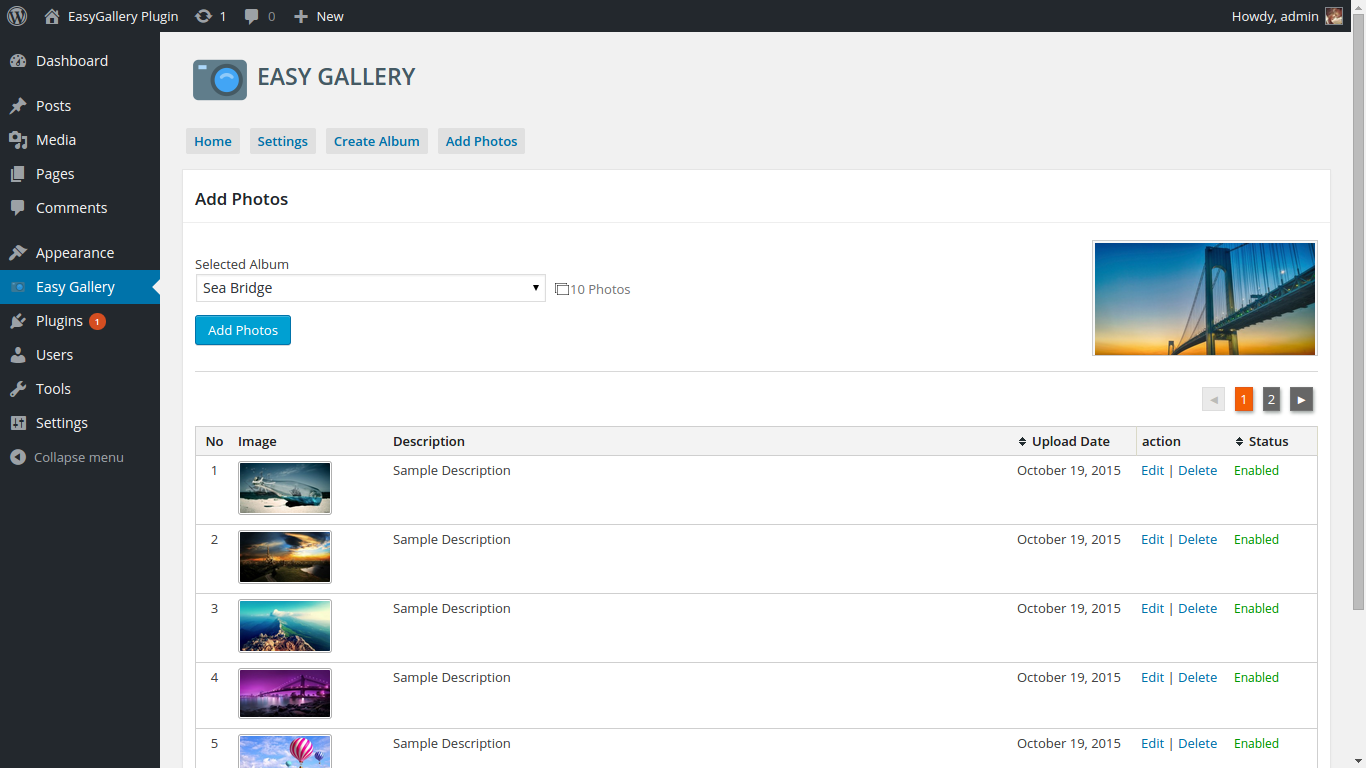 EasyGallery Plugin 1 0 New Howdy, admin
Dashboard
Posts
Media
Pages
Comments
Appearance
Easy Gallery
Plugins 1
Users
Tools
Settings
Collapse menu
EASY GALLERY
Home Settings Create Album Add Photos
Add Photos
Selected Album
Sea Bridge 10 Photos
Add Photos
1 2
No Image Description Upload Date action Status
1 Sample Description October 19, 2015 Edit | Delete Enabled
2 Sample Description October 19, 2015 Edit | Delete Enabled
3 Sample Description October 19, 2015 Edit | Delete Enabled
4 Sample Description October 19, 2015 Edit | Delete Enabled
5 Sample Description October 19, 2015 Edit | Delete Enabled